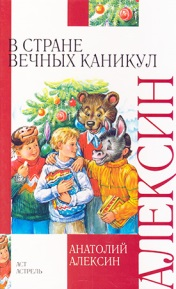 В СТРАНЕ
ВЕЧНЫХ КАНИКУЛ
АЛЕКСИН
АНАТОЛИЙ
АЛЕКСИН
АСТ
АСТРЕЛЬ